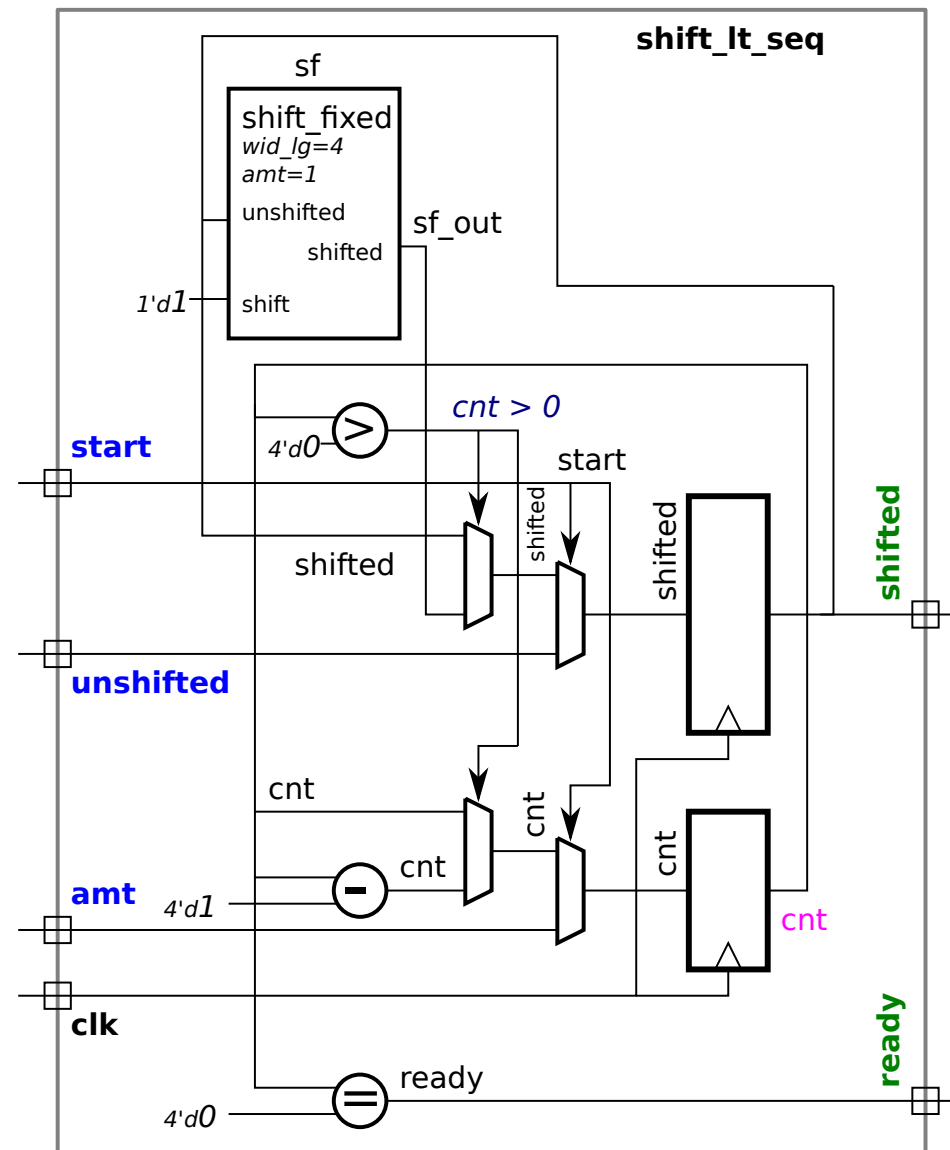 shift_lt_seq
sf
shift_fixed
wid_lg=4
amt=1
unshifted
shifted
sf_out
1'd1
shift
cnt > 0
4'd0
start
start
shifted
shifted
shifted
shifted
unshifted
cnt
cnt
cnt
cnt
amt
4'd1
cnt
clk
ready
ready
4'd0